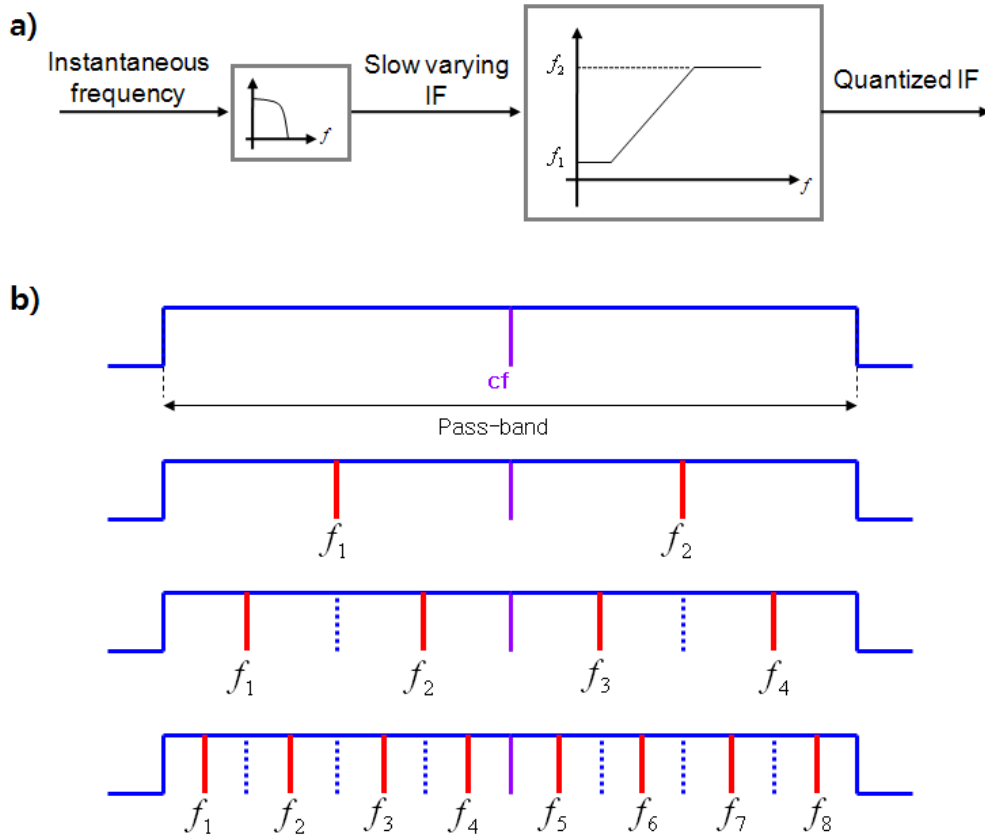 a)
Instantaneous
frequency
f
Slow varying
IF
f2
f1
f
Quantized IF
b)
cf
Pass-band
f1 f2
f1 f2 f3 f4
f1 f2 f3 f4 f5 f6 f7 f8